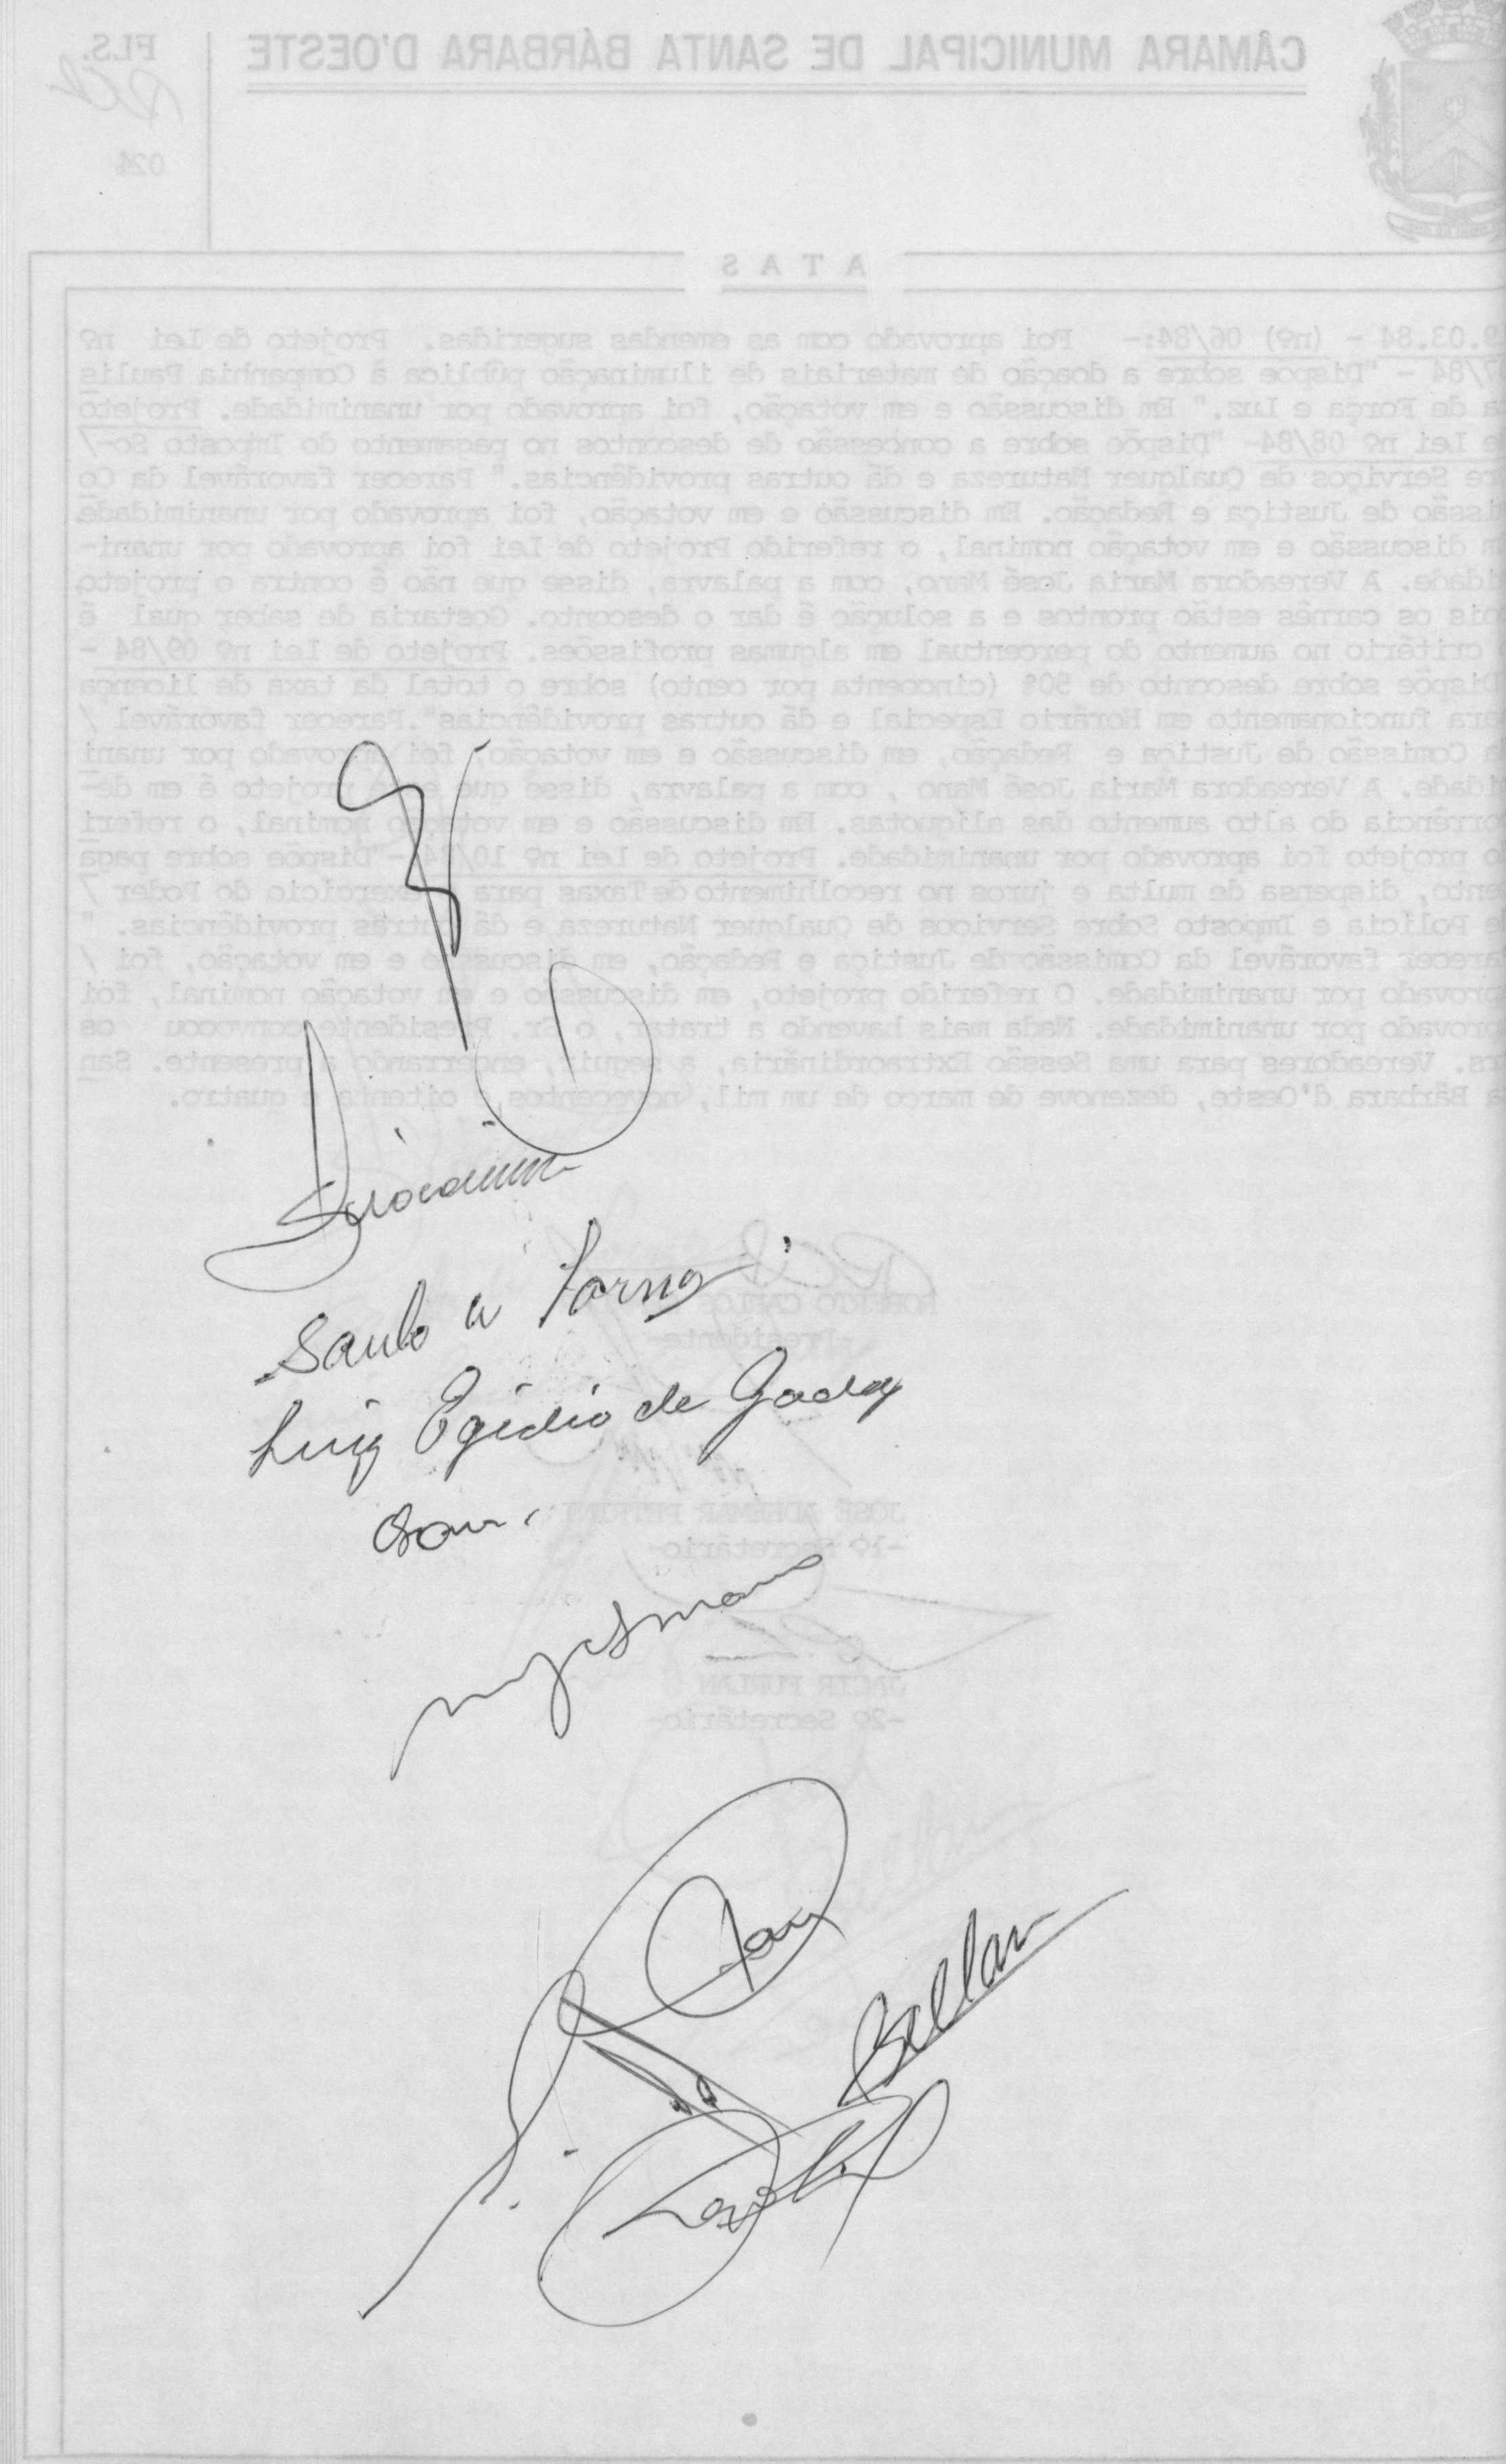 CÂMARA MUNICIPAL DE SANTA BÁRBARA D'OESTE
FLS.
024
ATAS
9.03.84 - (nº) 06/84:- Foi aprovado com as emendas sugeridas. Projeto de Lei nº
7/84 - "Dispõe sobre a doação de materiais de iluminação pública à Companhia Paulis
a de Força e Luz." Em discussão e em votação, foi aprovado por unanimidade. Projeto
e Lei nº 08/84- "Dispõe sobre a concessão de descontos no pagamento do Imposto So-/
re Serviços de Qualquer Natureza e dá outras providências." Parecer favorável da Co
issão de Justiça e Redação. Em discussão e em votação, foi aprovado por unanimidade.
m discussão e em votação nominal, o referido Projeto de Lei foi aprovado por unani-
idade. A Vereadora Maria José Mano, com a palavra, disse que não é contra o projeto,
ois os carnês estão prontos e a solução é dar o desconto. Gostaria de saber qual é
critério no aumento do percentual em algumas profissões. Projeto de Lei nº 09/84 -
Dispõe sobre desconto de 50% (cincoenta por cento) sobre o total da taxa de licença
ara funcionamento em Horário Especial e dá outras providências".Parecer favorável /
a Comissão de Justiça e Redação, em discussão e em votação, foi aprovado por unani
idade. A Vereadora Maria José Mano , com a palavra, disse que projeto é em de-
orrência do alto aumento das alíquotas. Em discussão e em votação nominal, o referi
o projeto foi aprovado por unanimidade. Projeto de Lei nº 10/84 -"Dispõe sobre paga
ento, dispensa de multa e juros no recolhimento de Taxas para exercício do Poder /
e Polícia e Imposto Sobre Serviços de Qualquer Natureza e dá outras providências. "
arecer favorável da Comissão de Justiça e Redação, em discussão e em votação, foi /
provado por unanimidade. O referido projeto, em discussão e em votação nominal, foi
provado por unanimidade. Nada mais havendo a tratar, o Sr. Presidente convocou os
rs. Vereadores para uma Sessão Extraordinária, a seguir, encerrando a presente. San
a Bárbara d'Oeste, dezenove de março de um mil, novecentos e oitenta e quatro.
ROBERTO CARLOS
-Presidente-
Luiz Egidio de Godoy
JOSÉ ADHEMAR PETRINI
-1º Secretário-
JACIR FURLAN
-2º Secretário-
Bellan